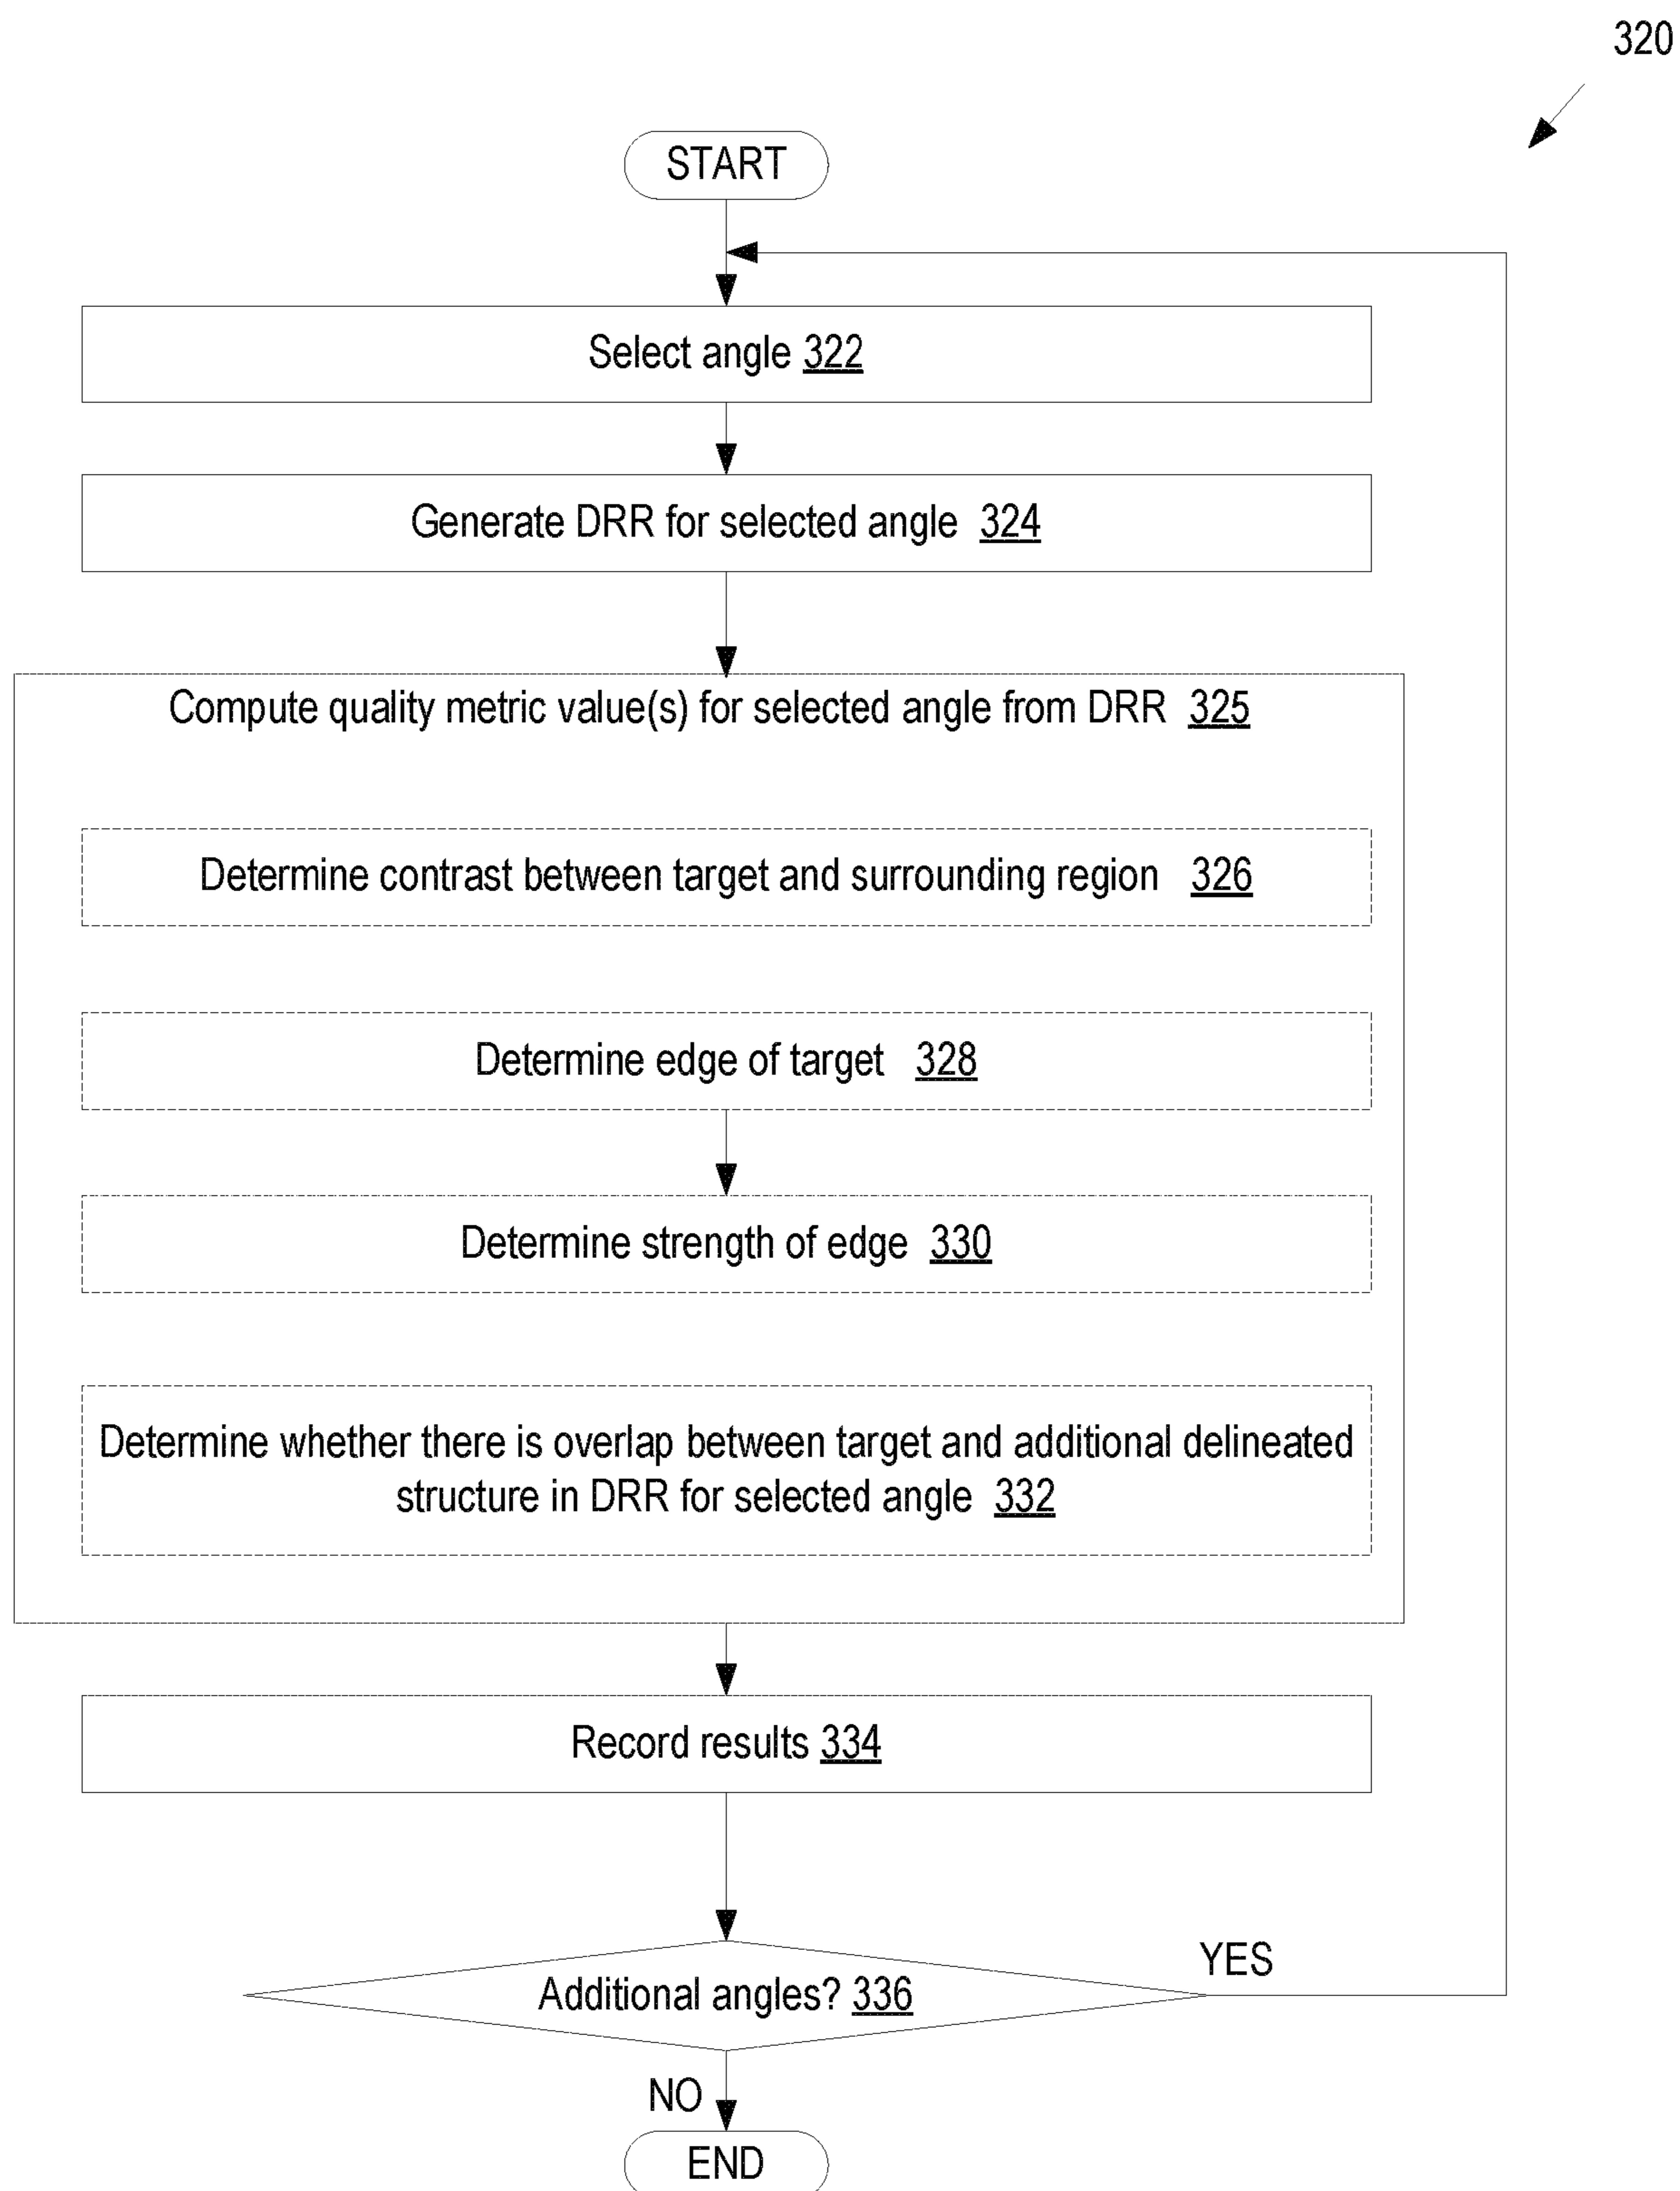 320
START
Select angle 322
Generate DRR for selected angle 324
Compute quality metric value(s) for selected angle from DRR 325
Determine contrast between target and surrounding region 326
Determine edge of target 328
Determine strength of edge 330
Determine whether there is overlap between target and additional delineated
structure in DRR for selected angle 332
Record results 334
Additional angles? 336
YES
NO
END